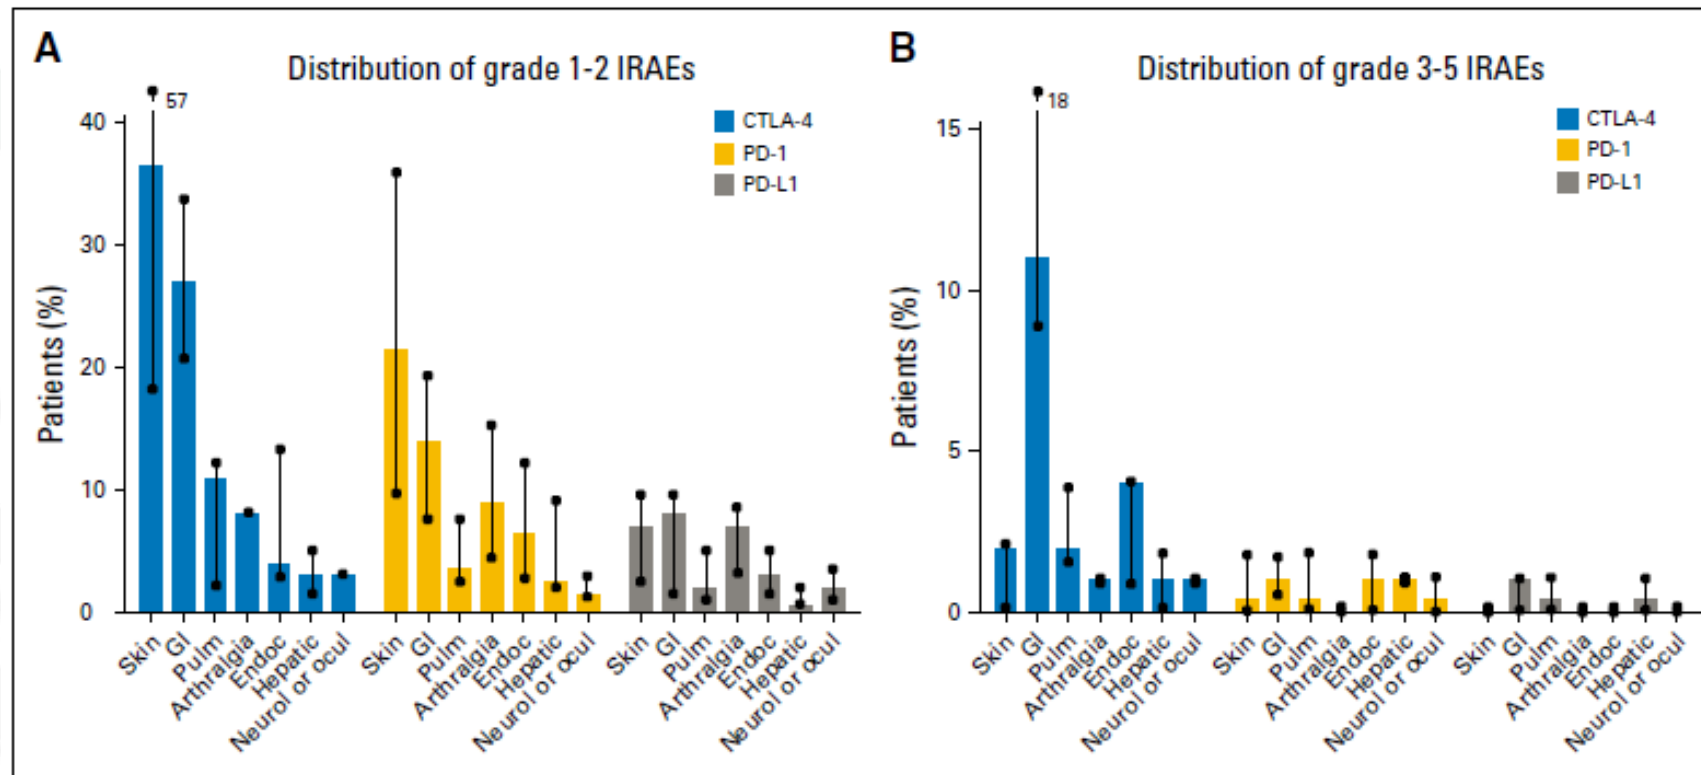 A
Distribution of grade 1-2 IRAEs
57
CTLA-4
PD-1
PD-L1
Patients (%)
40
30
20
10
0
Skin
GI
Pulm
Arthralgia
Endoc
Hepatic
Neurol or ocul
Skin
GI
Pulm
Arthralgia
Endoc
Hepatic
Neurol or ocul
Skin
GI
Pulm
Arthralgia
Endoc
Hepatic
Neurol or ocul
B
Distribution of grade 3-5 IRAEs
18
CTLA-4
PD-1
PD-L1
Patients (%)
15
10
5
0
Skin
GI
Pulm
Arthralgia
Endoc
Hepatic
Neurol or ocul
Skin
GI
Pulm
Arthralgia
Endoc
Hepatic
Neurol or ocul
Skin
GI
Pulm
Arthralgia
Endoc
Hepatic
Neurol or ocul